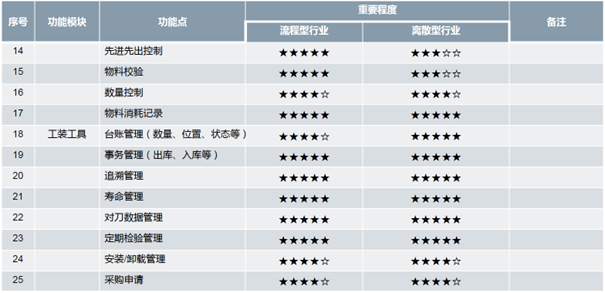 序号 功能模块 功能点 重要程度 备注
流程型行业 离散型行业
14 先进先出控制 ★★★★★ ★★★☆☆
15 物料校验 ★★★★★ ★★★☆☆
16 数量控制 ★★★★☆ ★★★★☆
17 物料消耗记录 ★★★★★ ★★★★★
18 工装工具 台账管理（数量、位置、状态等） ★★★★☆ ★★★★★
19 事务管理（出库、入库等） ★★★★★ ★★★★★
20 追溯管理 ★★★★★ ★★★★★
21 寿命管理 ★★★★★ ★★★★★
22 对刀数据管理 ★★★★★ ★★★★★
23 定期检验管理 ★★★★★ ★★★★★
24 安装/卸载管理 ★★★★☆ ★★★★☆
25 采购申请 ★★★★☆ ★★★★☆